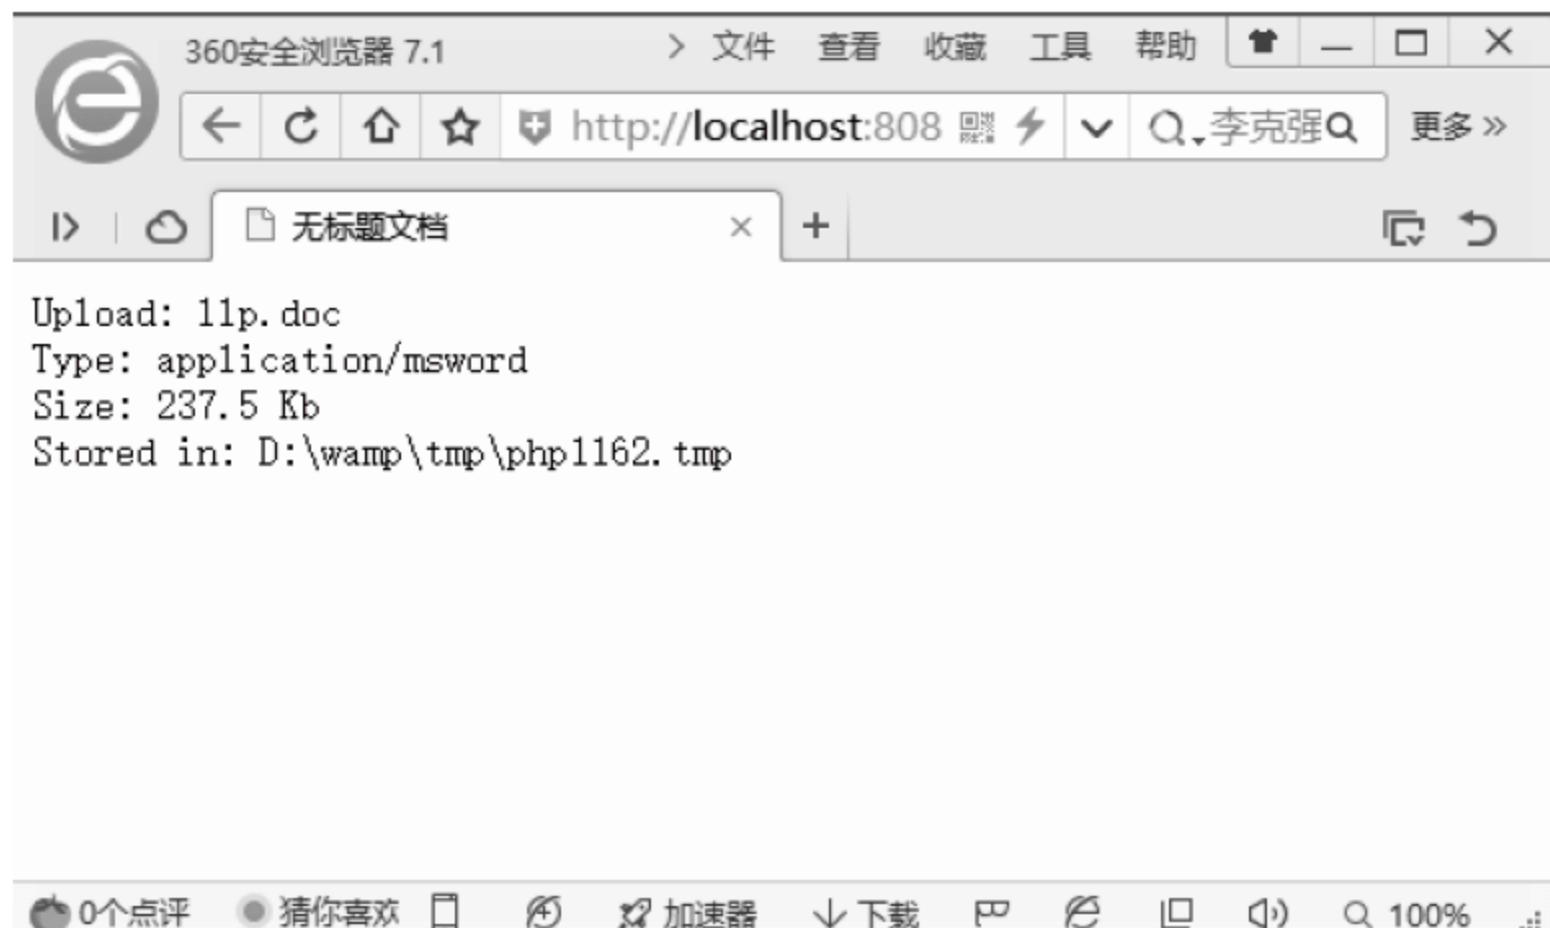 360安全浏览器 7.1
文件 查看 收藏 工具 帮助
http://localhost:808 李克强 更多
无标题文档
Upload: llp.doc
Type: application/msword
Size: 237.5 Kb
Stored in: D:\wamp\tmp\php1162.tmp
0个点评 猜你喜欢 加速器 下载 100%